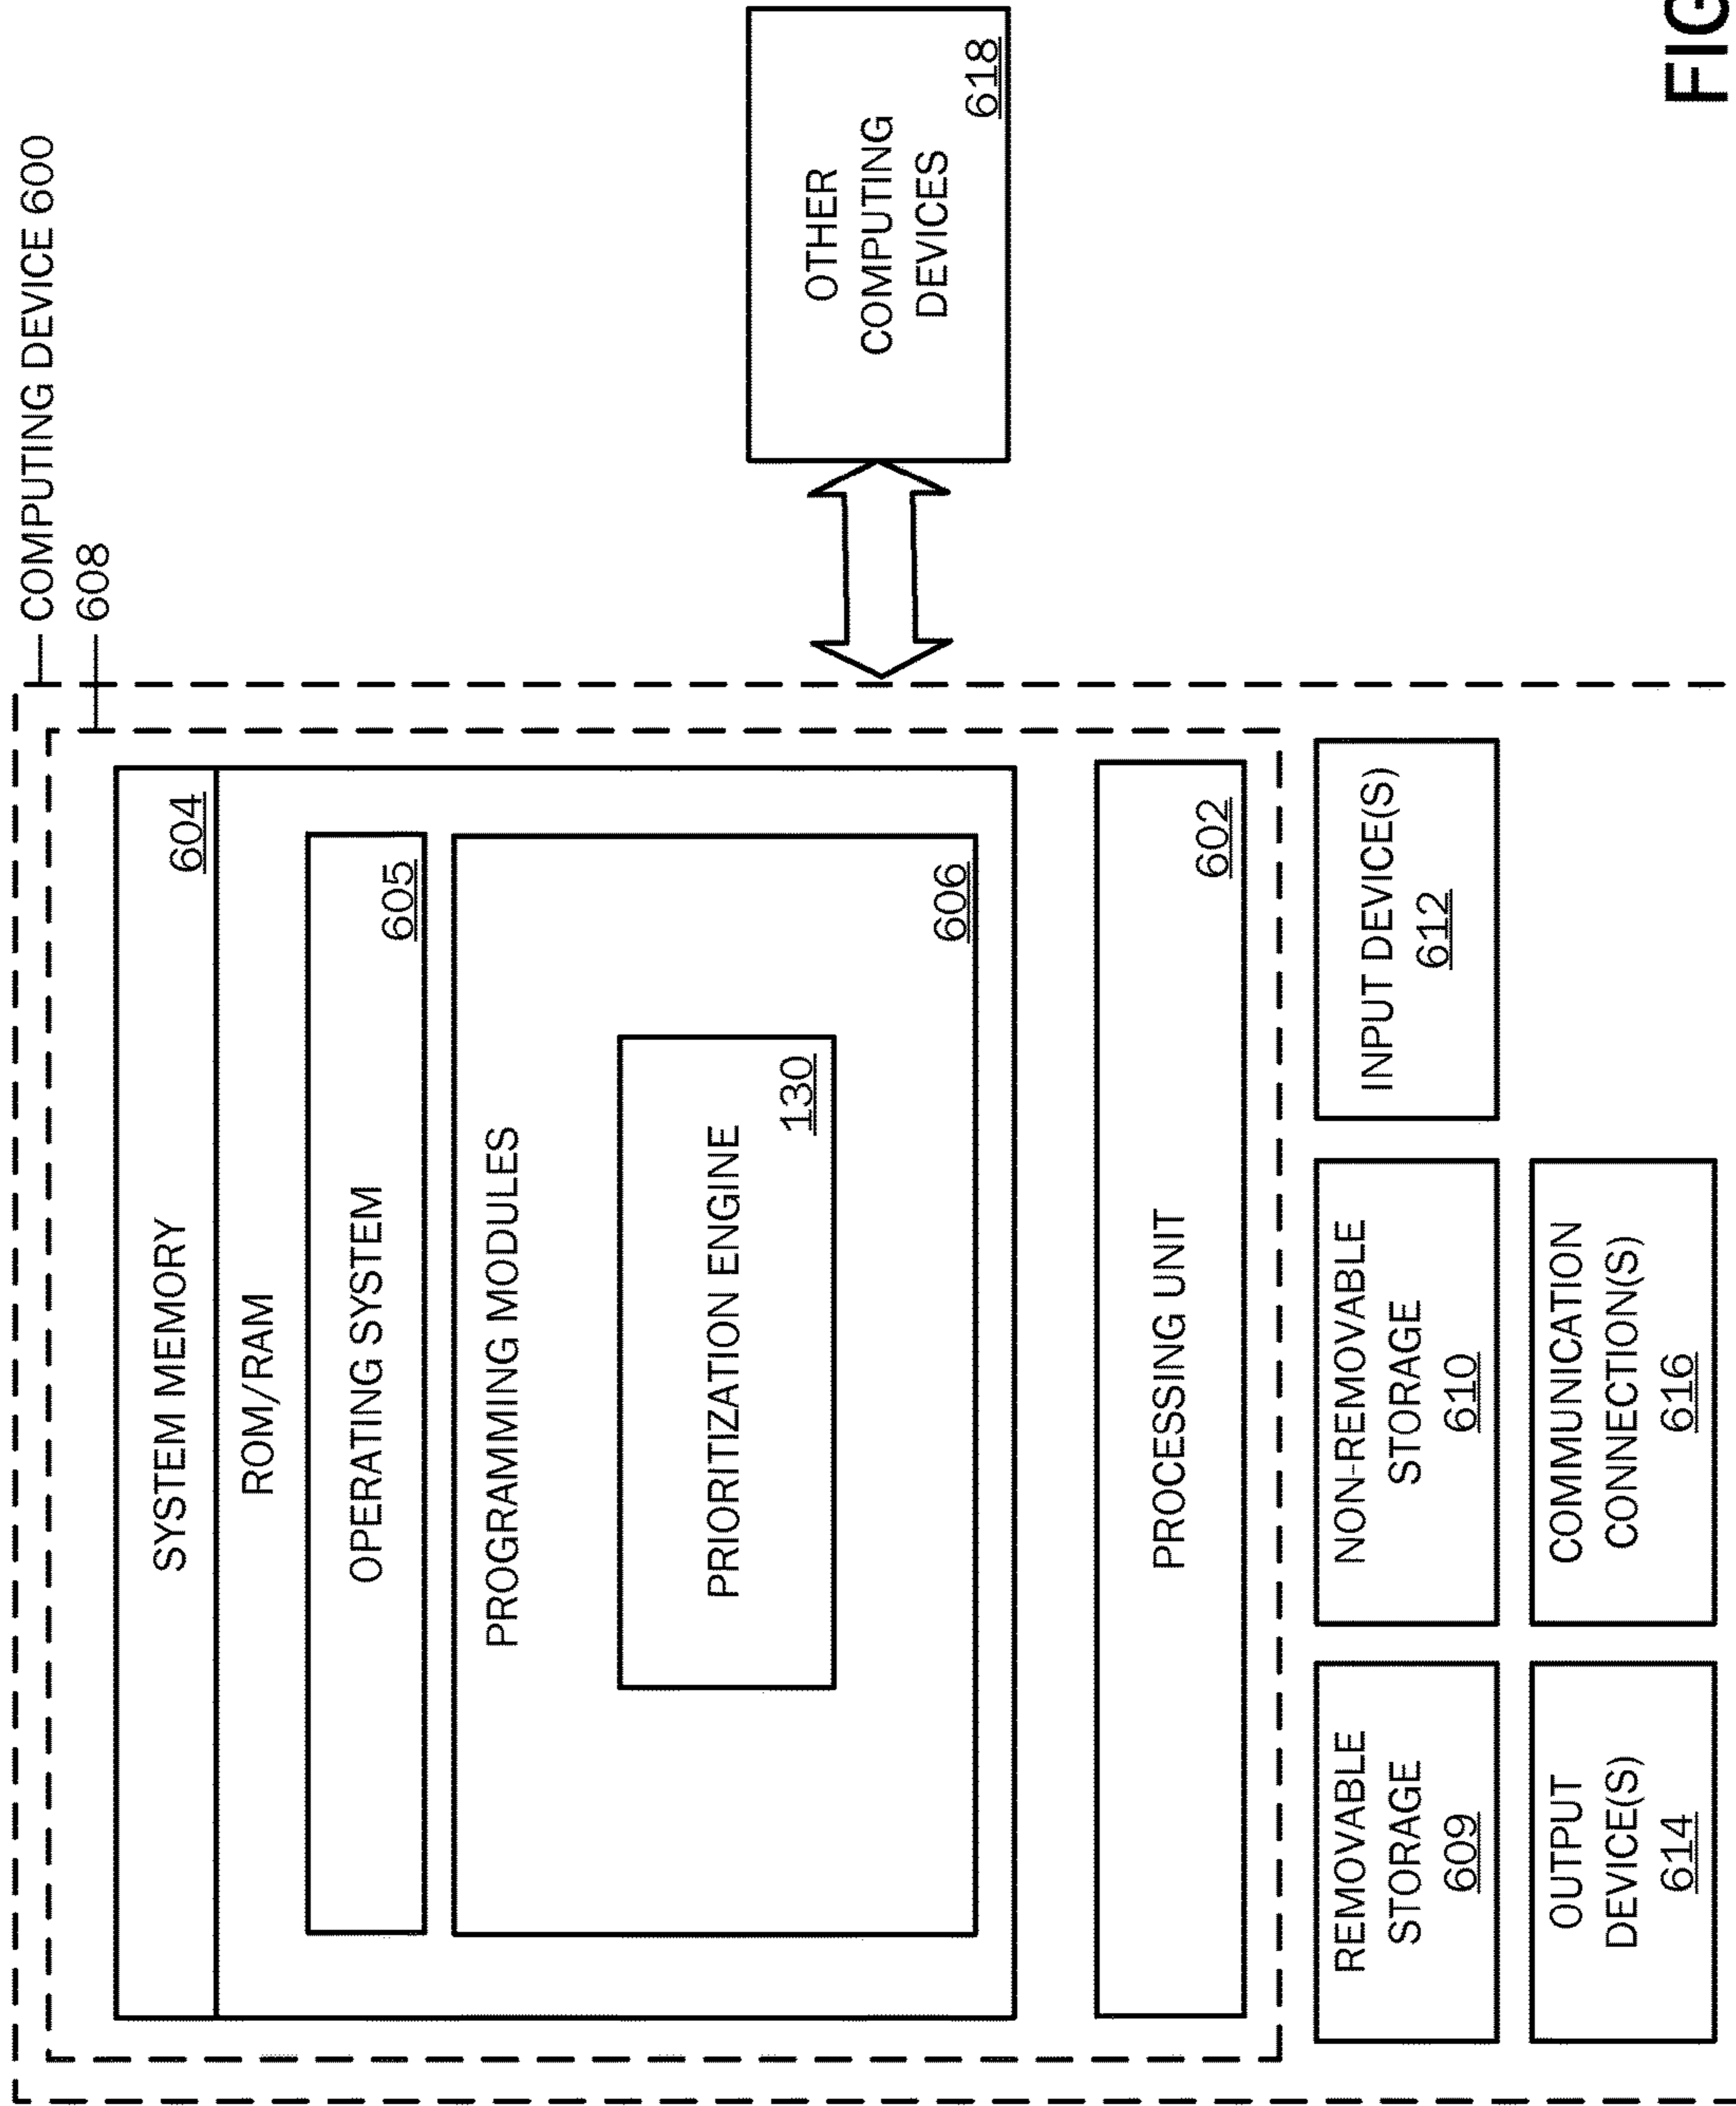 COMPUTING DEVICE 600
608
SYSTEM MEMORY
604
ROM/RAM
OPERATING SYSTEM
605
PROGRAMMING MODULES
PRIORITIZATION ENGINE
130
606
PROCESSING UNIT
602
REMOVABLE
STORAGE
609
NON-REMOVABLE
STORAGE
610
INPUT DEVICE(S)
612
OUTPUT
DEVICE(S)
614
COMMUNICATION
CONNECTION(S)
616
OTHER
COMPUTING
DEVICES
618
FIG